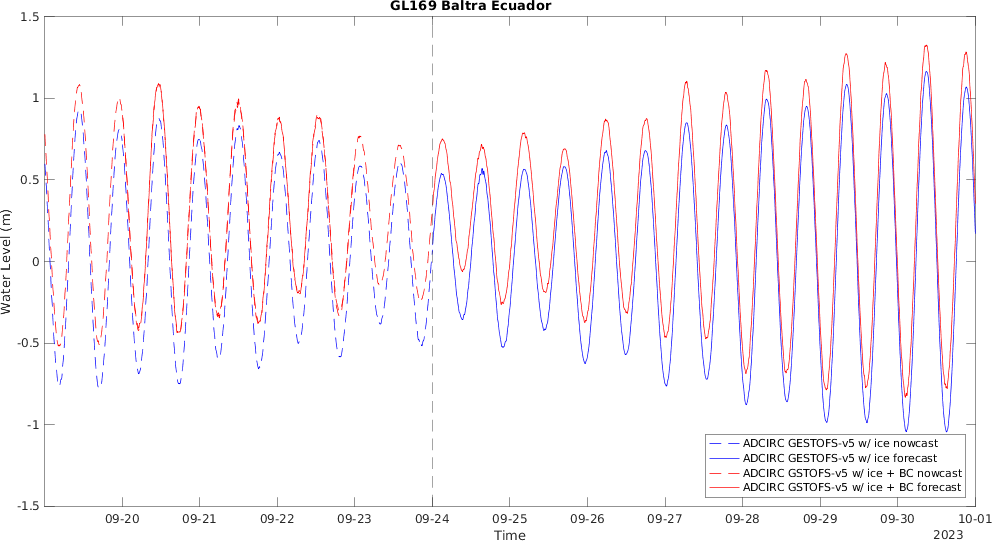 GL169 Baltra Ecuador
1.5
1
0.5
0
-0.5
-1
-1.5
Water Level (m)
ADCIRC GESTOFS-v5 w/ ice nowcast
ADCIRC GESTOFS-v5 w/ ice forecast
ADCIRC GSTOFS-v5 w/ ice + BC nowcast
ADCIRC GSTOFS-v5 w/ ice + BC forecast
09-20 09-21 09-22 09-23 09-24 09-25 09-26 09-27 09-28 09-29 09-30 10-01
Time
2023